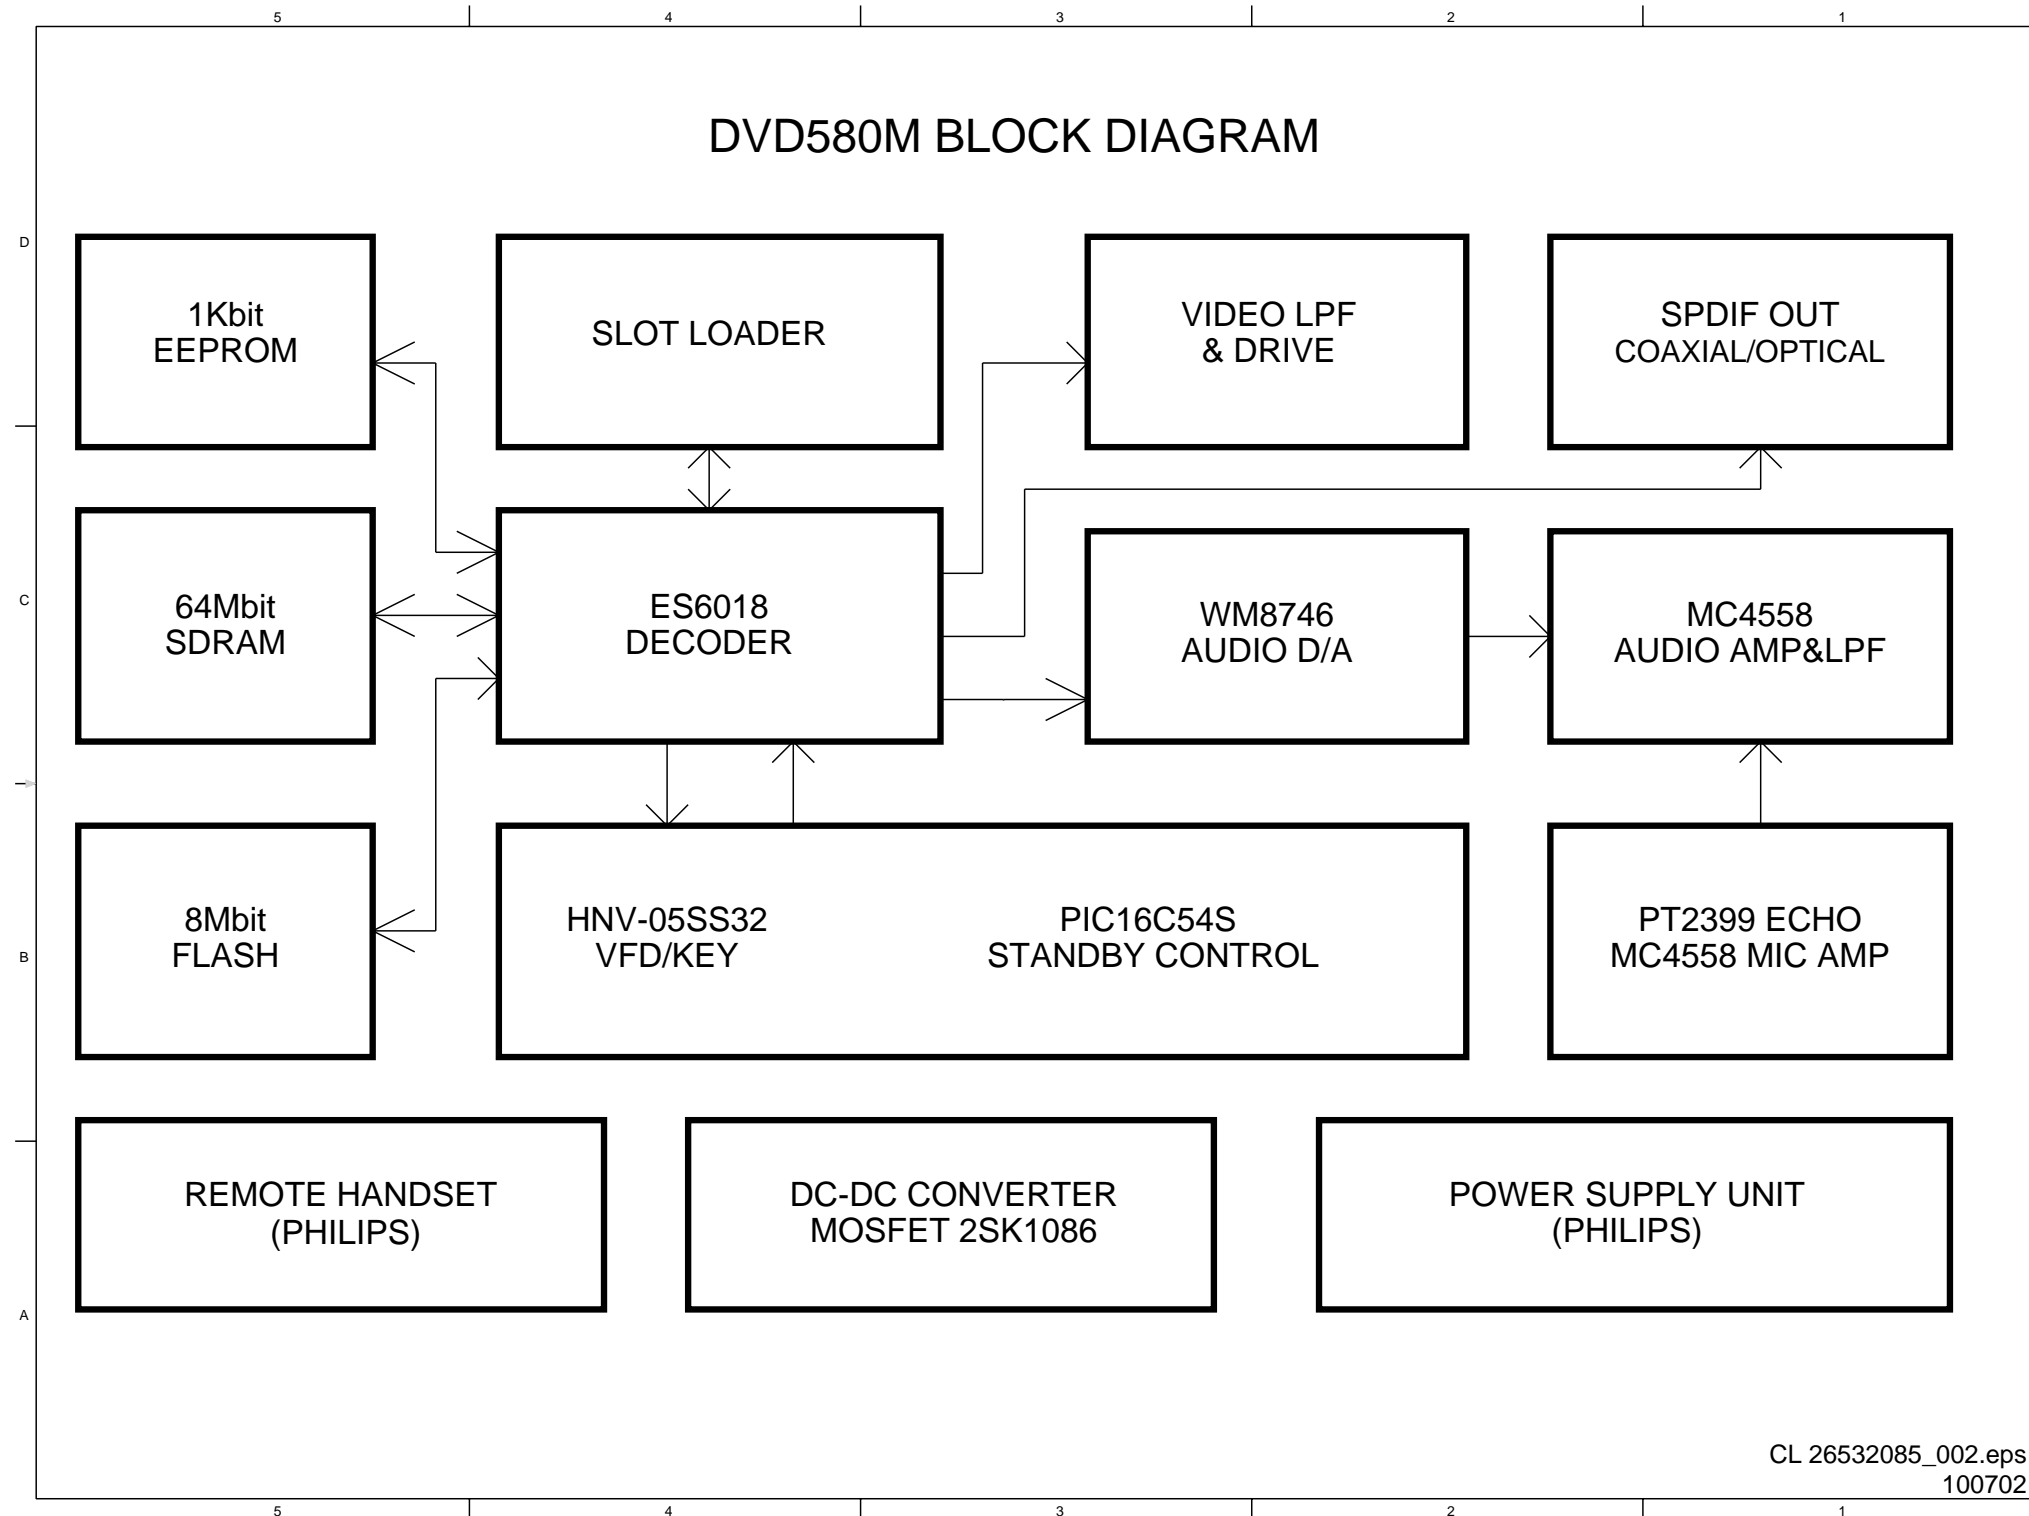 5 4 3 2 1
DVD580M BLOCK DIAGRAM
D
1Kbit
EEPROM
SLOT LOADER
VIDEO LPF
& DRIVE
SPDIF OUT
COAXIAL/OPTICAL
C
64Mbit
SDRAM
ES6018
DECODER
WM8746
AUDIO D/A
MC4558
AUDIO AMP&LPF
B
8Mbit
FLASH
HNV-05SS32
VFD/KEY
PIC16C54S
STANDBY CONTROL
PT2399 ECHO
MC4558 MIC AMP
REMOTE HANDSET
(PHILIPS)
DC-DC CONVERTER
MOSFET 2SK1086
POWER SUPPLY UNIT
(PHILIPS)
A
CL 26532085_002.eps
100702
5 4 3 2 1